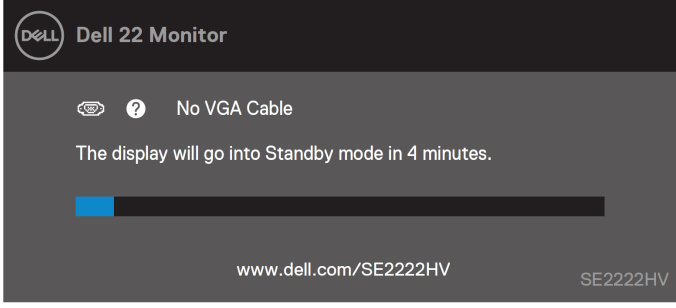 DELL
Dell 22 Monitor
? No VGA Cable
The display will go into Standby mode in 4 minutes.
www.dell.com/SE2222HV
SE2222HV